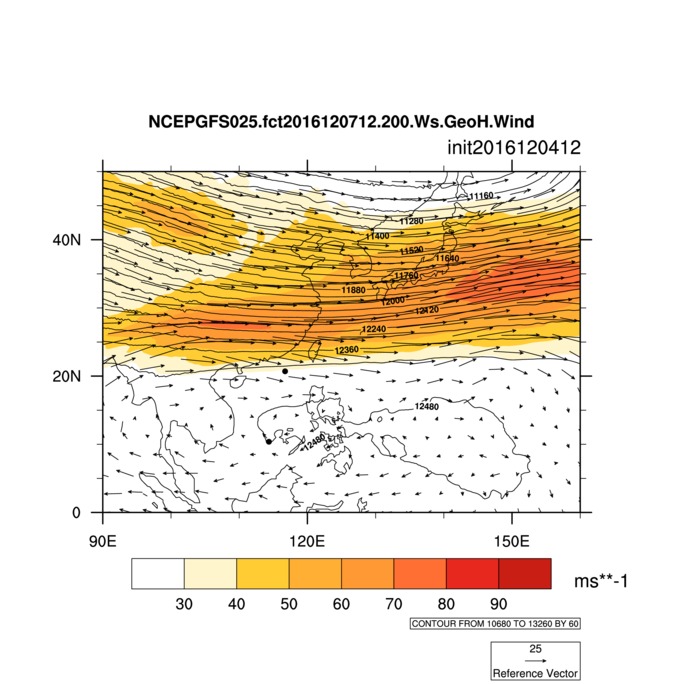 NCEPGFS025.fct2016120712.200.Ws.GeoH.Wind
init2016120412
11160
11280
11400
11520
11640
11760
11880
12000
12120
12240
12360
12480
12480
40N
20N
0
90E 120E 150E
30 40 50 60 70 80 90
ms**-1
CONTOUR FROM 10680 TO 13260 BY 60
25
Reference Vector